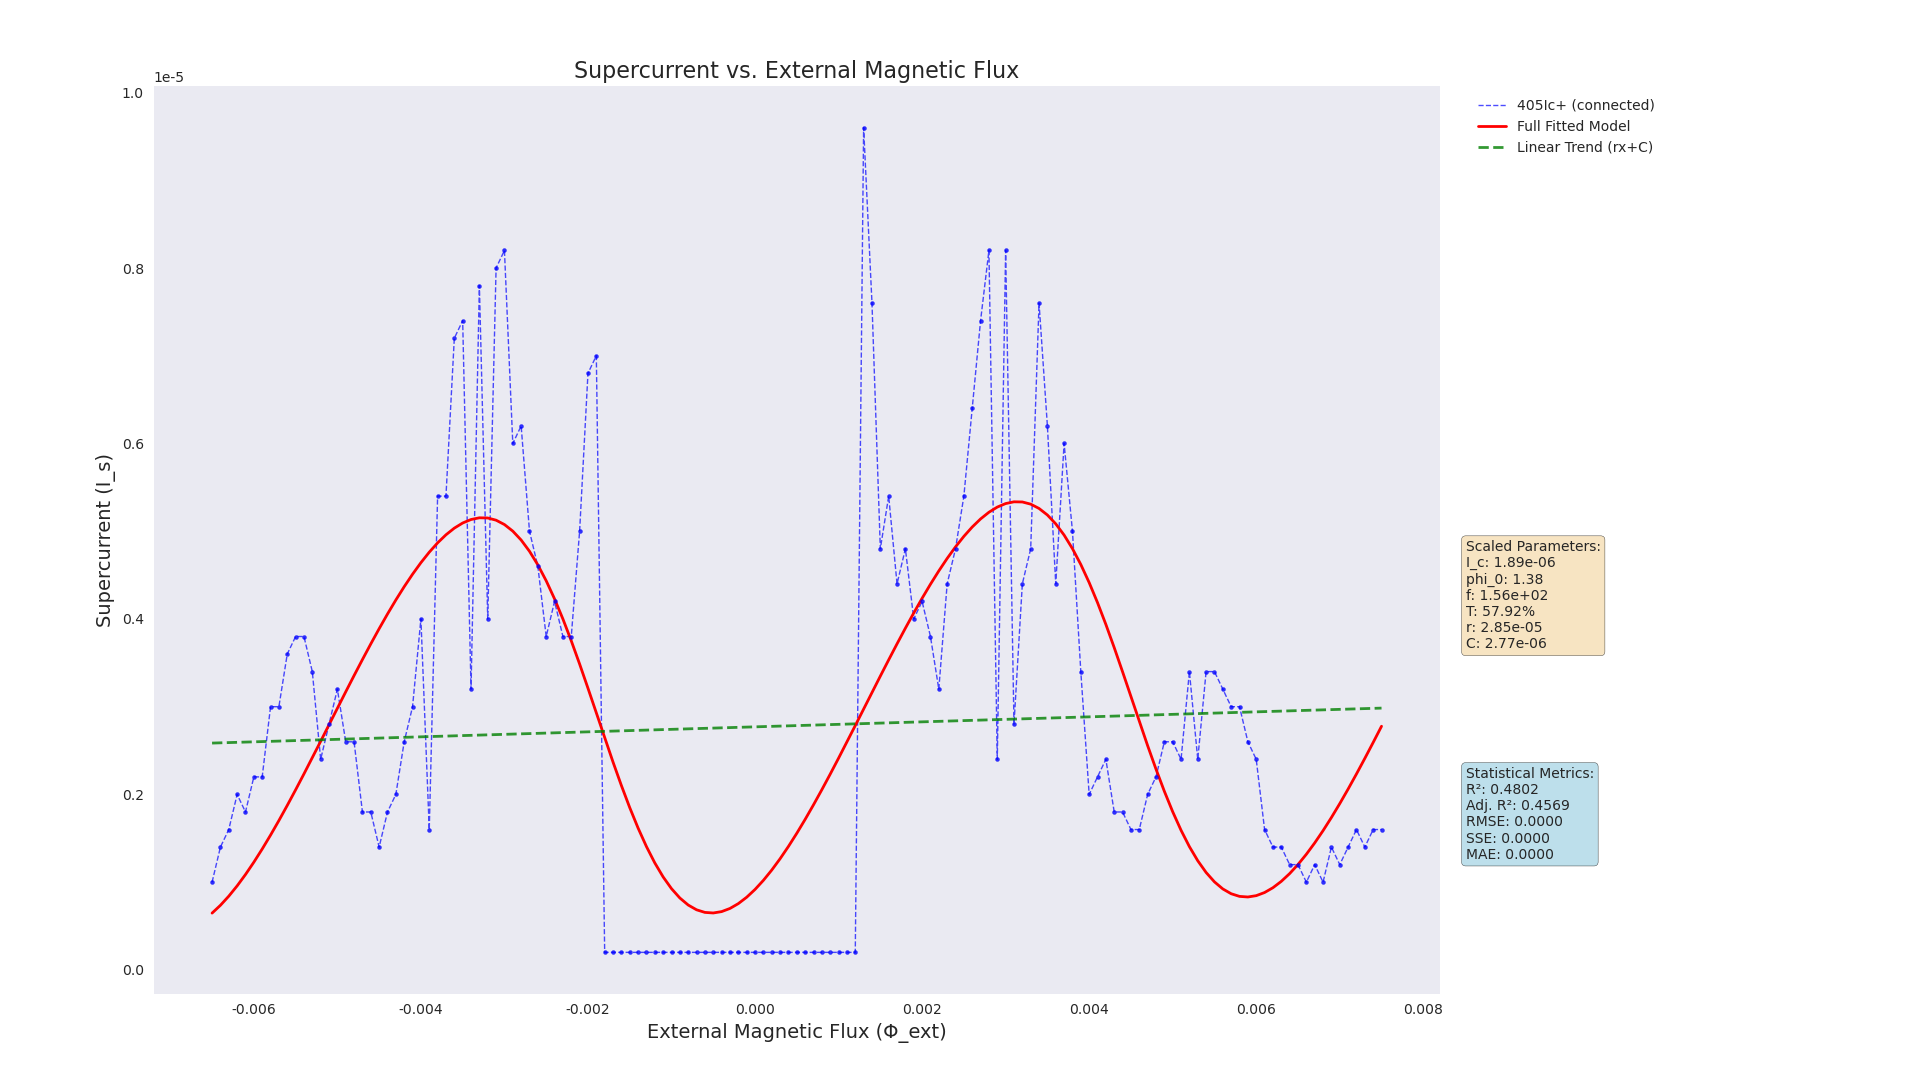 Supercurrent vs. External Magnetic Flux
1e-5
1.0
0.8
0.6
0.4
0.2
0.0
Supercurrent (I_s)
-0.006
-0.004
-0.002
0.000
0.002
0.004
0.006
0.008
External Magnetic Flux (Φ_ext)
405Ic+ (connected)
Full Fitted Model
Linear Trend (rx+C)
Scaled Parameters:
I_c: 1.89e-06
phi_0: 1.38
f: 1.56e+02
T: 57.92%
r: 2.85e-05
C: 2.77e-06
Statistical Metrics:
R²: 0.4802
Adj. R²: 0.4569
RMSE: 0.0000
SSE: 0.0000
MAE: 0.0000